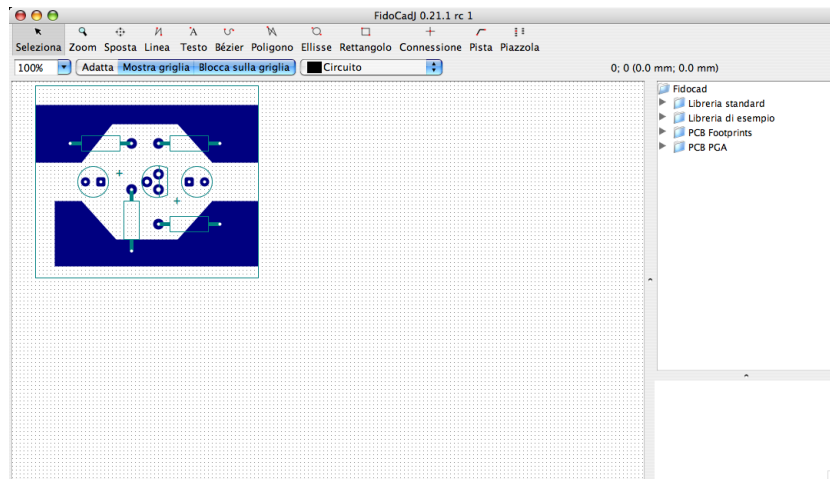 FidoCadJ 0.21.1 rc 1
Seleziona Zoom Sposta Linea Testo Bézier Poligono Ellisse Rettangolo Connessione Pista Piazzola
100% Adatta Mostra griglia Blocca sulla griglia Circuito 0; 0 (0.0 mm; 0.0 mm)
Fidocad
Libreria standard
Libreria di esempio
PCB Footprints
PCB PGA